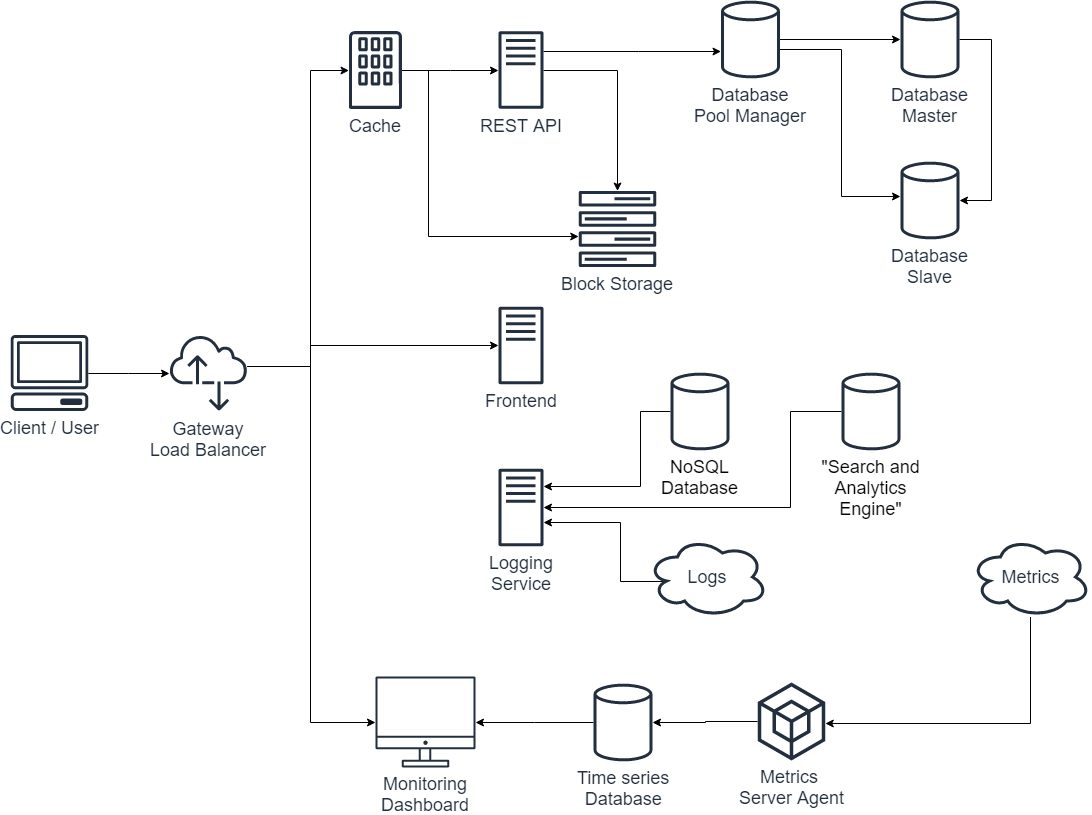 Cache
REST API
Database
Pool Manager
Database
Master
Database
Slave
Block Storage
Client / User
Gateway
Load Balancer
Frontend
NoSQL
Database
"Search and
Analytics
Engine"
Logging
Service
Logs
Metrics
Monitoring
Dashboard
Time series
Database
Metrics
Server Agent